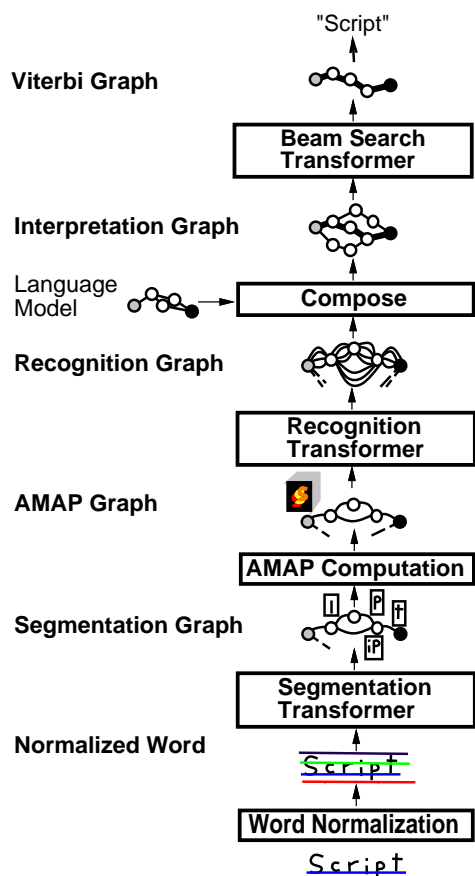 "Script"
Viterbi Graph
Beam Search
Transformer
Interpretation Graph
Language
Model
Compose
Recognition Graph
Recognition
Transformer
AMAP Graph
AMAP Computation
Segmentation Graph
p
t
ip
Segmentation
Transformer
Normalized Word
Script
Word Normalization
Script